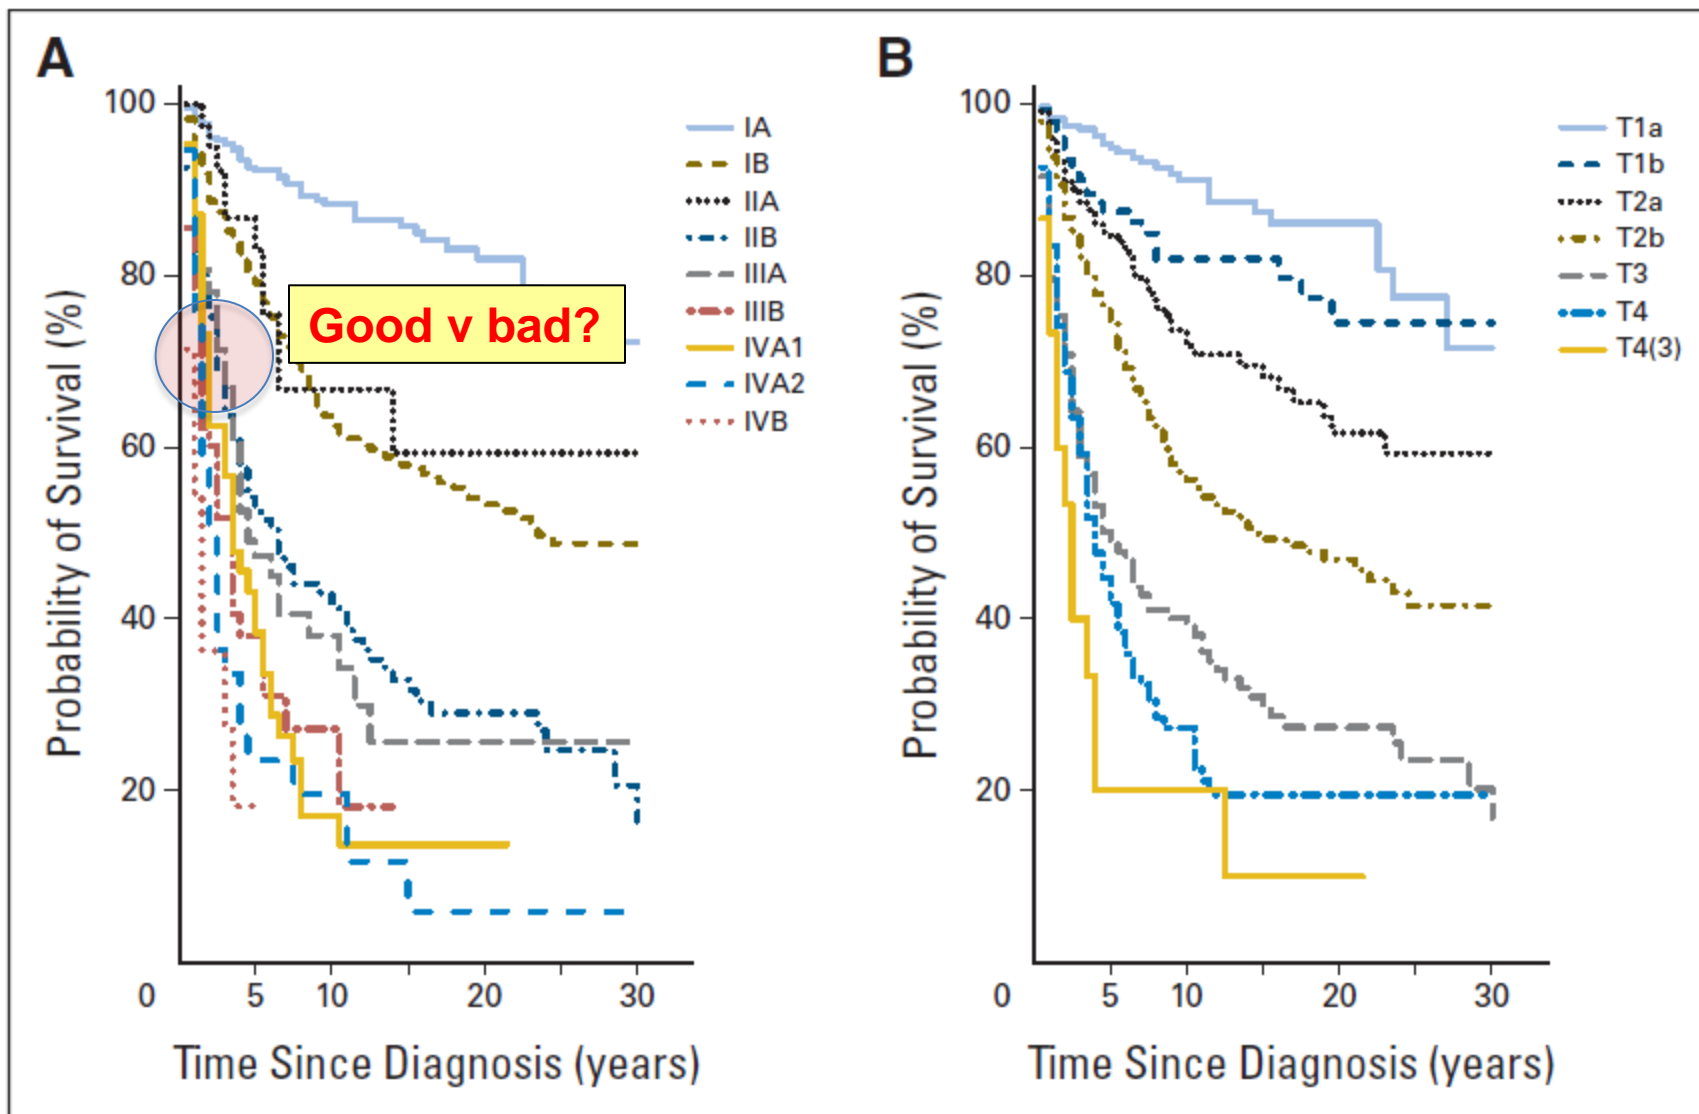 A
Probability of Survival (%)
100
80
60
40
20
0
5
10
20
30
Time Since Diagnosis (years)
Good v bad?
IA
IB
IIA
IIB
IIIA
IIIB
IVA1
IVA2
IVB
B
Probability of Survival (%)
100
80
60
40
20
0
5
10
20
30
Time Since Diagnosis (years)
T1a
T1b
T2a
T2b
T3
T4
T4(3)